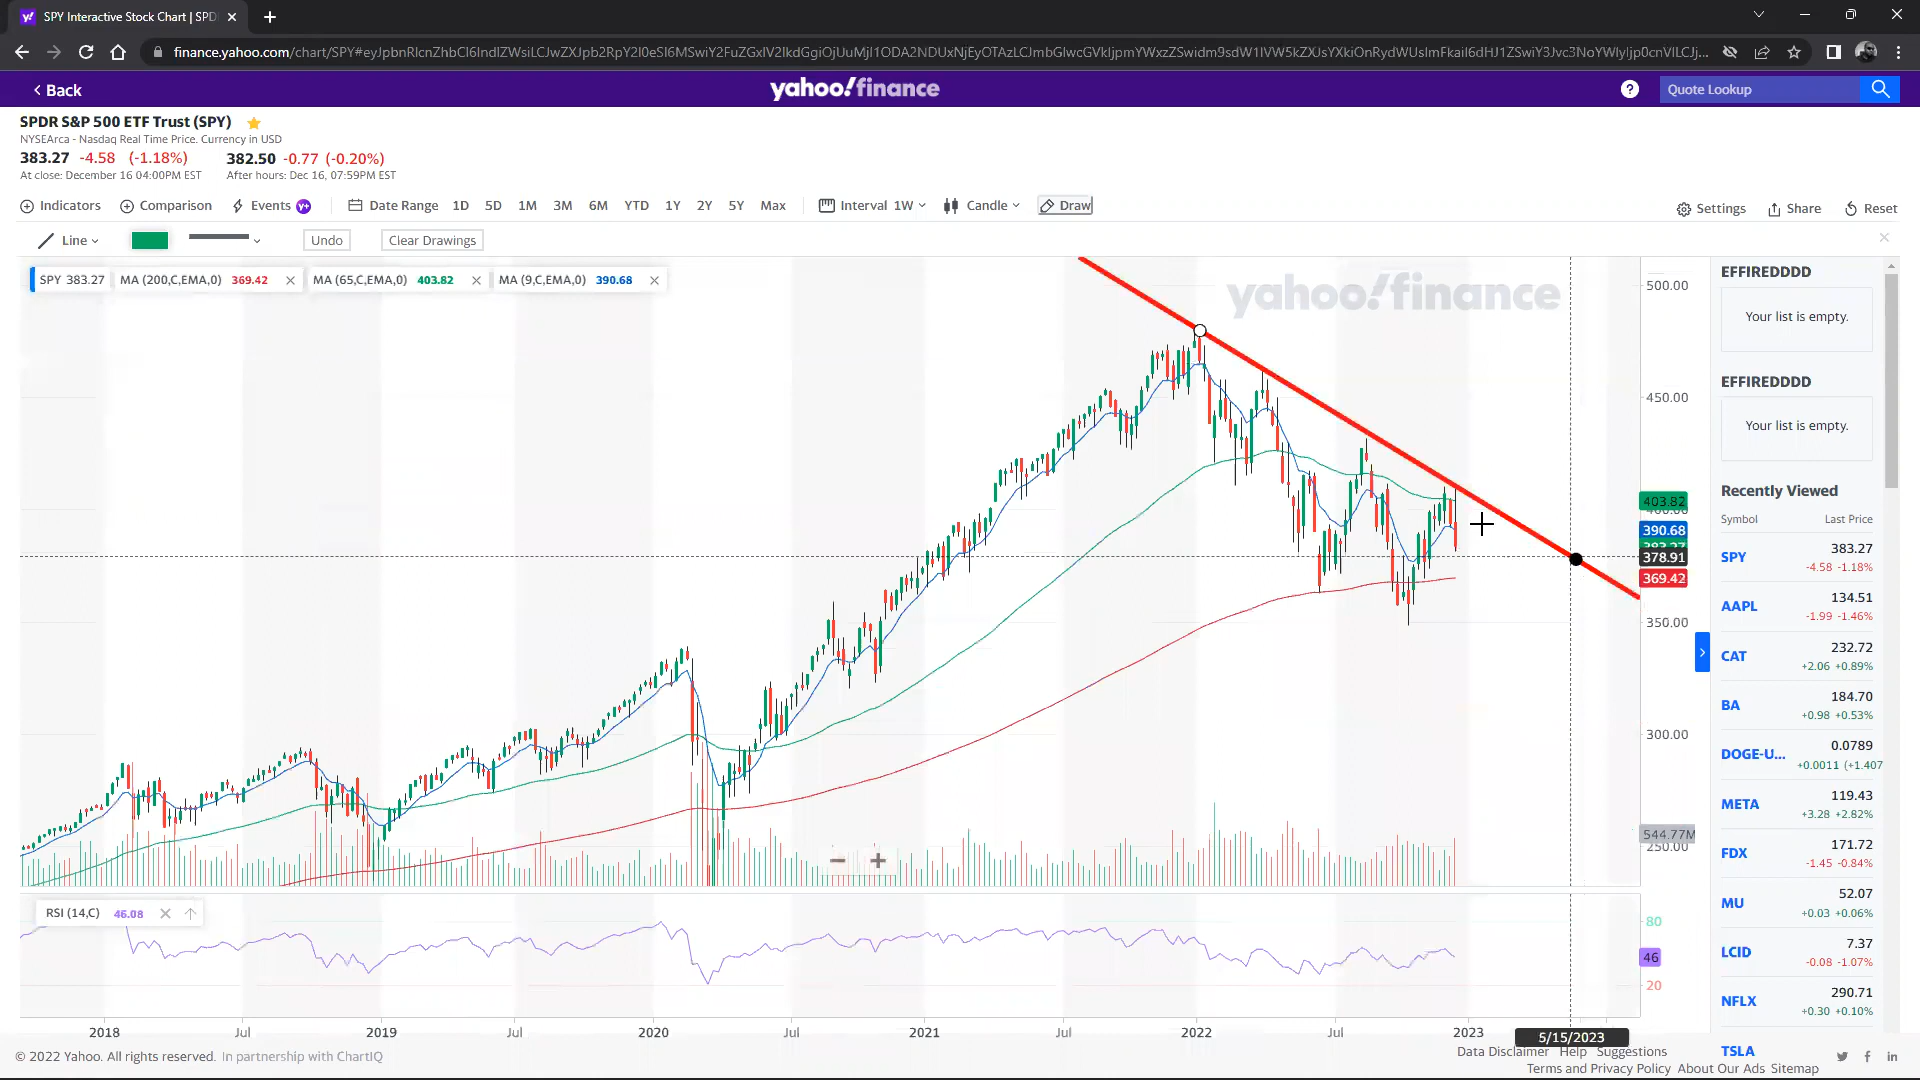 SPY Interactive Stock Chart | SPD
finance.yahoo.com/chart/SPY
Back
yahoo!finance
Quote Lookup
SPDR S&P 500 ETF Trust (SPY)
NYSEArca - Nasdaq Real Time Price. Currency in USD
383.27 -4.58 (-1.18%) 382.50 -0.77 (-0.20%)
At close: December 16 04:00PM EST After hours: Dec 16, 07:59PM EST
Indicators Comparison Events Y+ Date Range 1D 5D 1M 3M 6M YTD 1Y 2Y 5Y Max Interval 1W Candle Draw
Settings Share Reset
Line Undo Clear Drawings
SPY 383.27 MA (200,C,EMA,0) 369.42 MA (65,C,EMA,0) 403.82 MA (9,C,EMA,0) 390.68
yahoo!finance
500.00
450.00
403.82
400.00
390.68
383.27
378.91
369.42
350.00
300.00
544.77M
250.00
RSI (14,C) 46.08
80
46
20
2018 Jul 2019 Jul 2020 Jul 2021 Jul 2022 Jul 2023 5/15/2023
EFFIREDDDD
Your list is empty.
EFFIREDDDD
Your list is empty.
Recently Viewed
Symbol Last Price
SPY 383.27
-4.58 -1.18%
AAPL 134.51
-1.99 -1.46%
CAT 232.72
+2.06 +0.89%
BA 184.70
+0.98 +0.53%
DOGE-U... 0.0789
+0.0011 (+1.407
META 119.43
+3.28 +2.82%
FDX 171.72
-1.45 -0.84%
MU 52.07
+0.03 +0.06%
LCID 7.37
-0.08 -1.07%
NFLX 290.71
+0.30 +0.10%
TSLA
© 2022 Yahoo. All rights reserved. In partnership with ChartIQ
Data Disclaimer Help Suggestions
Terms and Privacy Policy About Our Ads Sitemap